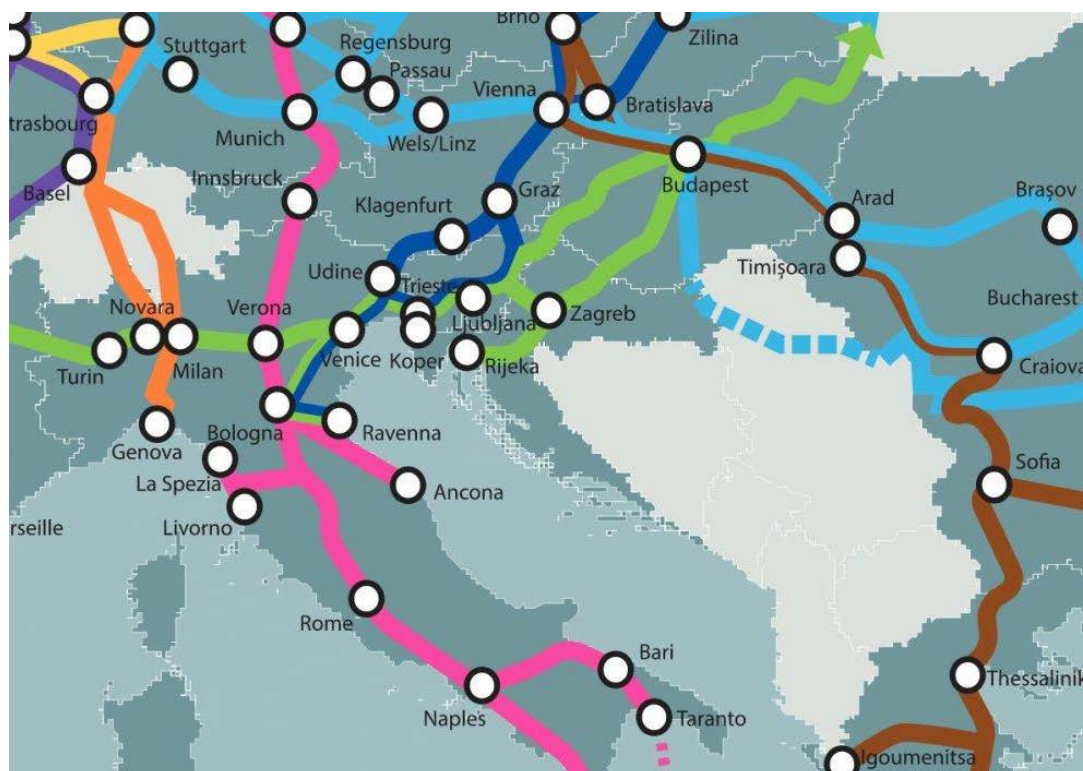 Brno
Stuttgart
Regensburg
Zilina
Passau
Vienna
Bratislava
trasbourg
Munich
Wels/Linz
Basel
Innsbruck
Graz
Budapest
Arad
Braşov
Klagenfurt
Udine
Trieste
Timişoara
Novara
Verona
Bucharest
Ljubljana
Zagreb
Turin
Milan
Venice
Koper
Rijeka
Craiova
Genova
Bologna
Ravenna
Sofia
La Spezia
Ancona
Livorno
rseille
Rome
Bari
Thessalinik
Naples
Taranto
Igoumenitsa